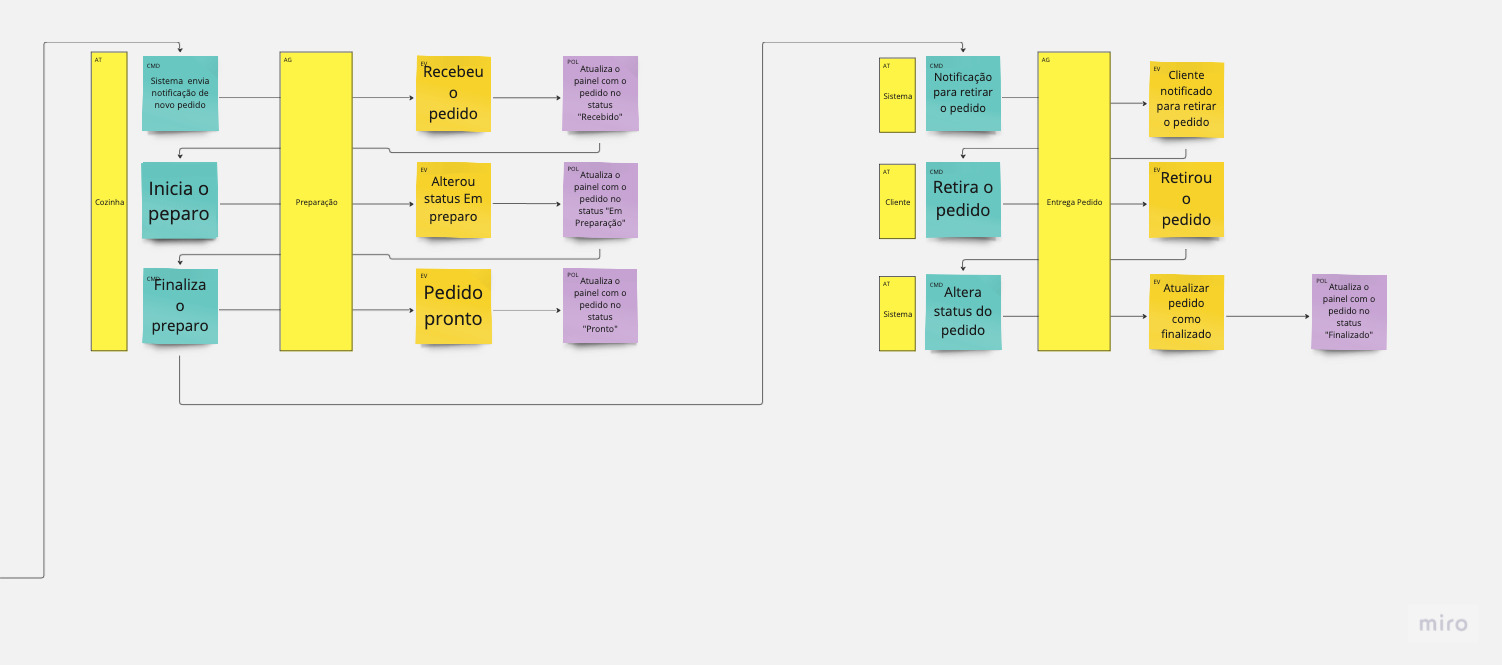 AT
Cozinha
CMD
Sistema envia
notificação de
novo pedido
AG
Preparação
EV
Recebeu
o
pedido
POL
Atualiza o
painel com o
pedido no
status
"Recebido"
Inicia o
peparo
EV
Alterou
status Em
preparo
POL
Atualiza o
painel com o
pedido no
status "Em
Preparação"
CMD
Finaliza
o
preparo
EV
Pedido
pronto
POL
Atualiza o
painel com o
pedido no
status
"Pronto"
AT
Sistema
CMD
Notificação
para retirar
o pedido
AG
Entrega Pedido
EV
Cliente
notificado
para retirar
o pedido
AT
Cliente
CMD
Retira o
pedido
EV
Retirou
o
pedido
AT
Sistema
CMD
Altera
status do
pedido
EV
Atualizar
pedido
como
finalizado
POL
Atualiza o
painel com o
pedido no
status
"Finalizado"
miro